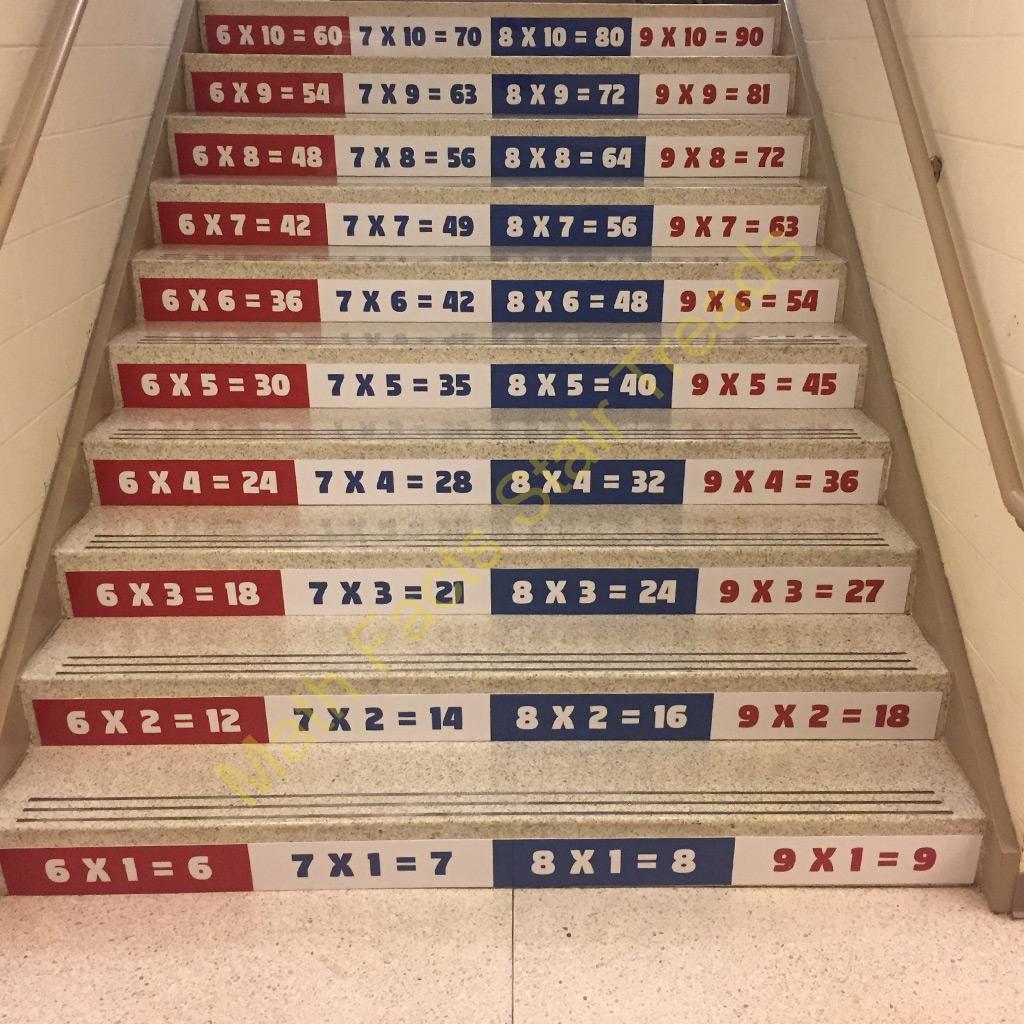 6 X 10 = 60 7 X 10 = 70 8 X 10 = 80 9 X 10 = 90
6 X 9 = 54 7 X 9 = 63 8 X 9 = 72 9 X 9 = 81
6 X 8 = 48 7 X 8 = 56 8 X 8 = 64 9 X 8 = 72
6 X 7 = 42 7 X 7 = 49 8 X 7 = 56 9 X 7 = 63
6 X 6 = 36 7 X 6 = 42 8 X 6 = 48 9 X 6 = 54
6 X 5 = 30 7 X 5 = 35 8 X 5 = 40 9 X 5 = 45
6 X 4 = 24 7 X 4 = 28 8 X 4 = 32 9 X 4 = 36
6 X 3 = 18 7 X 3 = 21 8 X 3 = 24 9 X 3 = 27
6 X 2 = 12 7 X 2 = 14 8 X 2 = 16 9 X 2 = 18
6 X 1 = 6 7 X 1 = 7 8 X 1 = 8 9 X 1 = 9
Math Facts Stair Treads